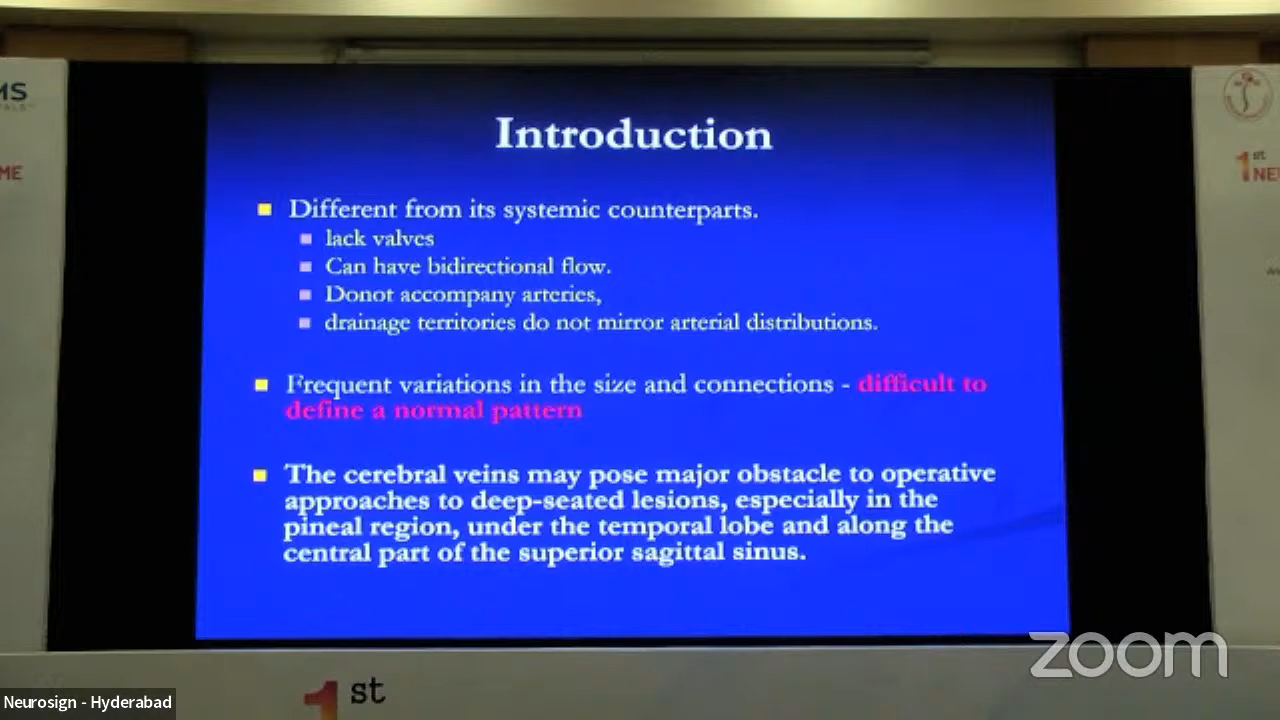 MS
ME
Introduction
Different from its systemic counterparts.
lack valves
Can have bidirectional flow.
Donot accompany arteries,
drainage territories do not mirror arterial distributions.
Frequent variations in the size and connections - difficult to
define a normal pattern
The cerebral veins may pose major obstacle to operative
approaches to deep-seated lesions, especially in the
pineal region, under the temporal lobe and along the
central part of the superior sagittal sinus.
1st
NE
zoom
1st
Neurosign - Hyderabad